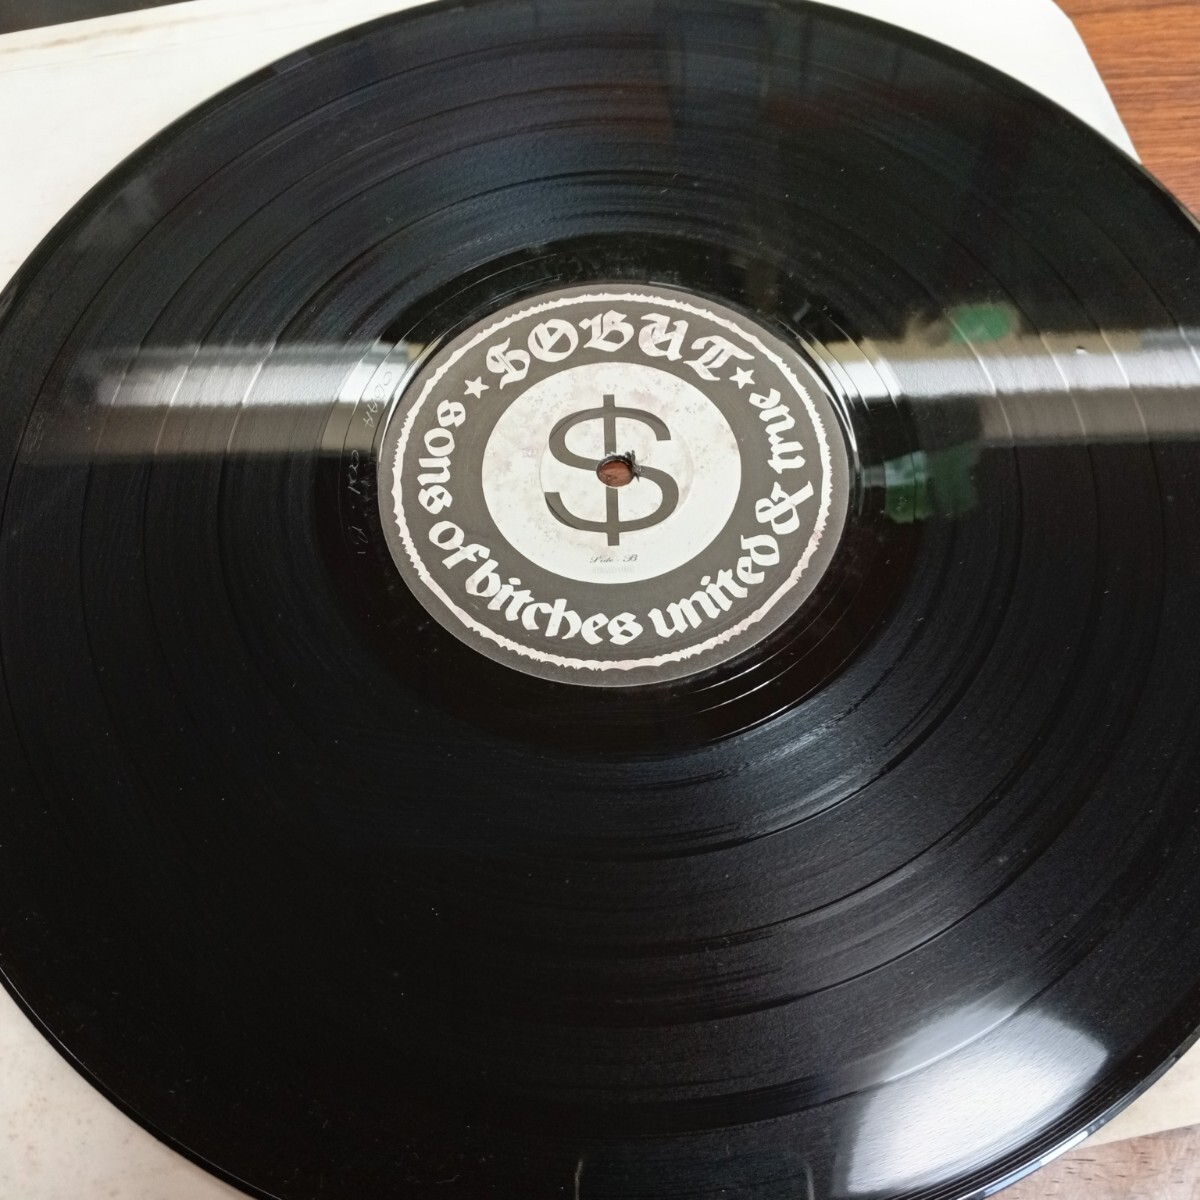 SOBUT
★ sons of bitches united & true ★
$
Side B